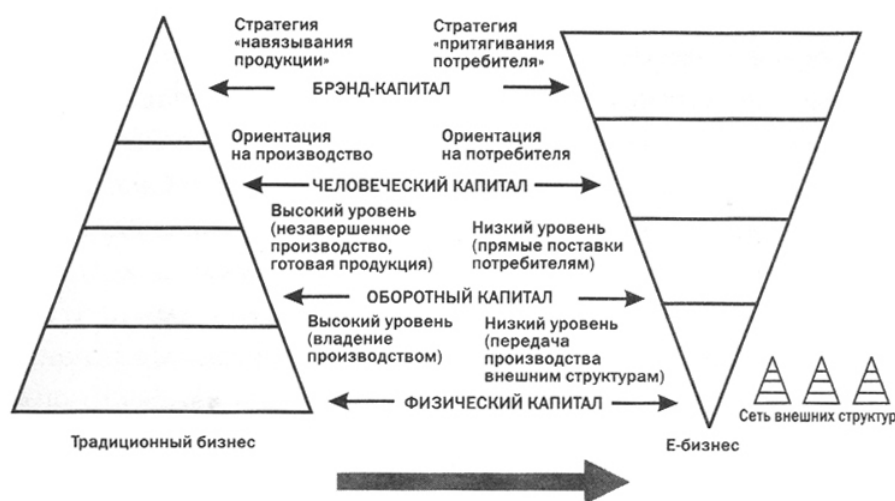 Стратегия
«навязывания
продукции»
Стратегия
«притягивания
потребителя»
БРЭНД-КАПИТАЛ
Ориентация
на производство
Ориентация
на потребителя
ЧЕЛОВЕЧЕСКИЙ КАПИТАЛ
Высокий уровень
(незавершенное
производство,
готовая продукция)
Низкий уровень
(прямые поставки
потребителям)
ОБОРОТНЫЙ КАПИТАЛ
Высокий уровень
(владение
производством)
Низкий уровень
(передача
производства
внешним структурам)
ФИЗИЧЕСКИЙ КАПИТАЛ
Сеть внешних структур
Традиционный бизнес
Е-бизнес